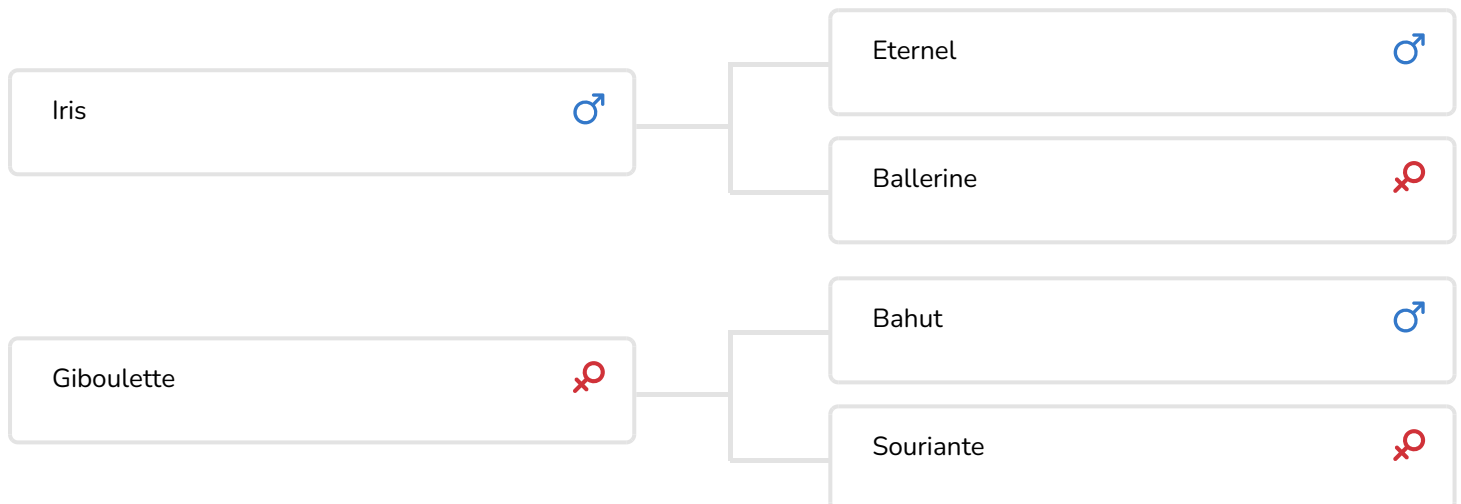 Eternel
Iris
Ballerine
Bahut
Giboulette
Souriante